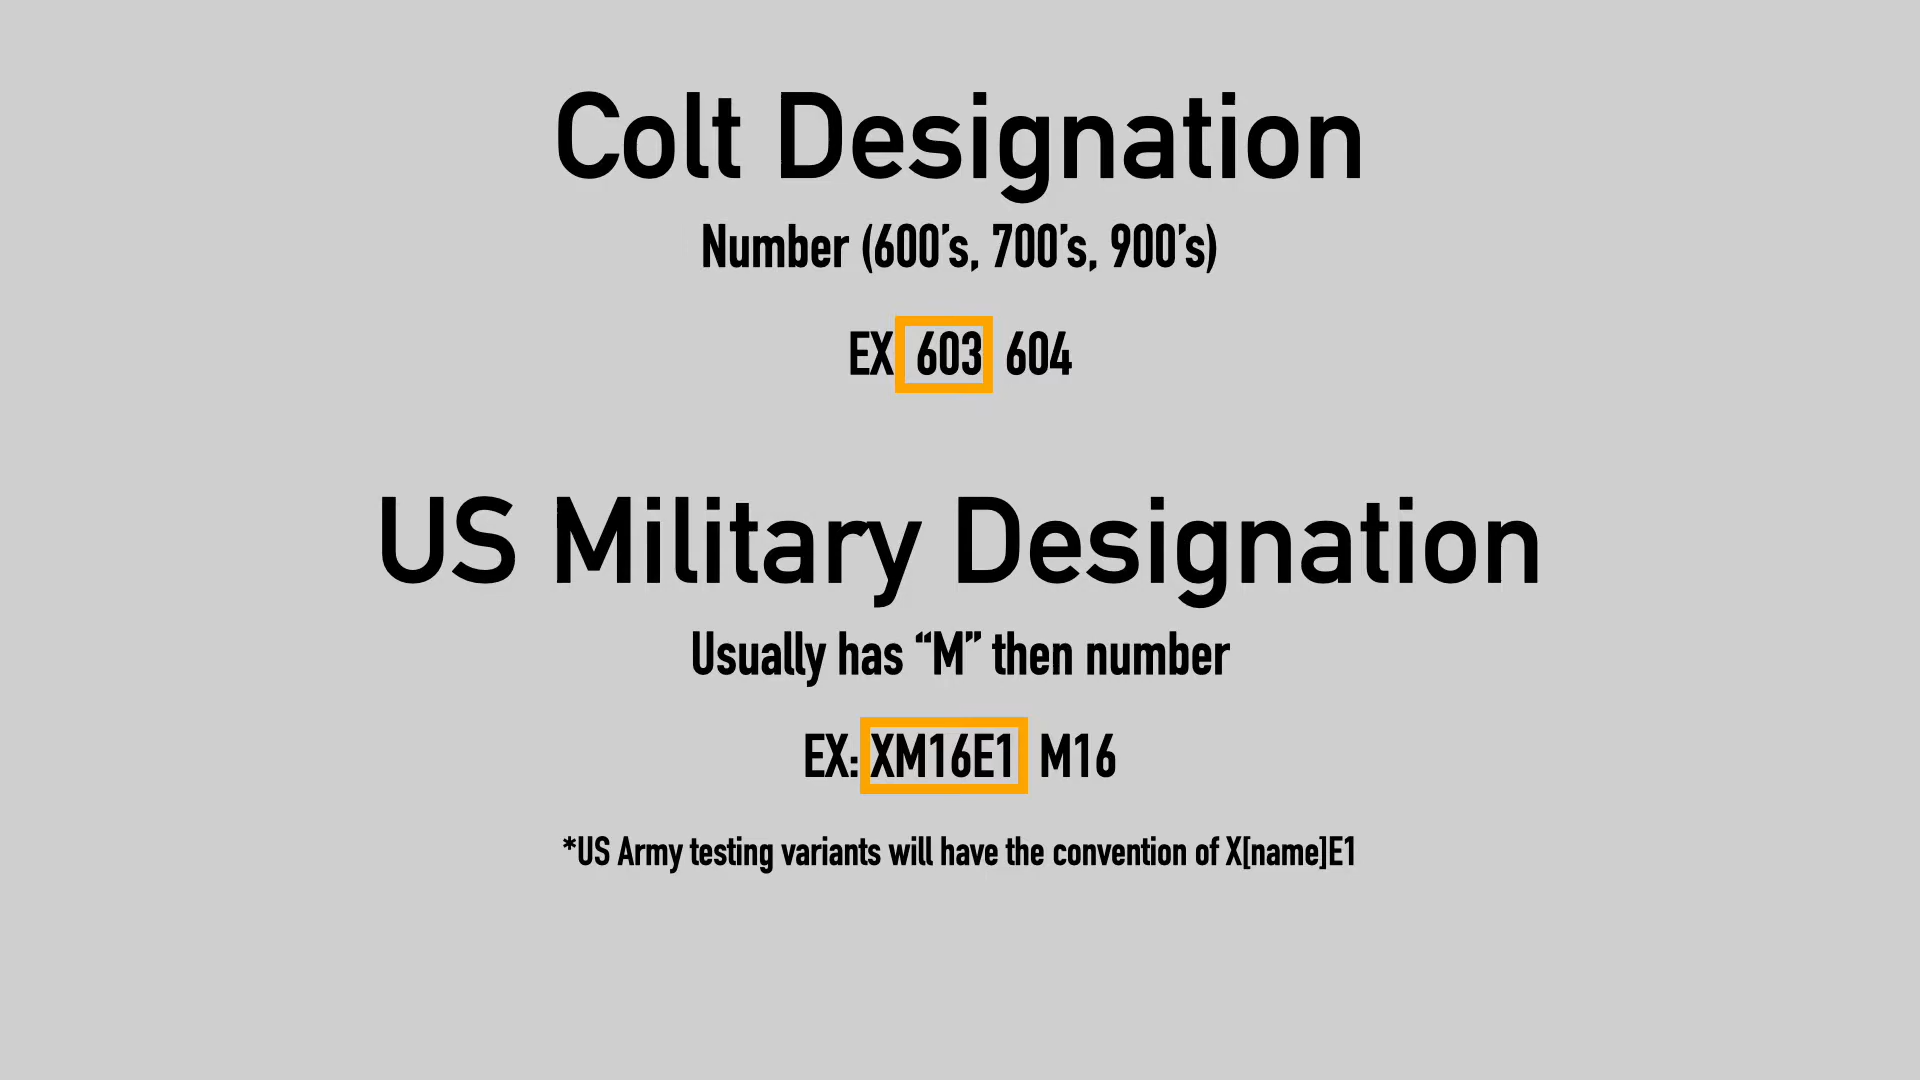 Colt Designation
Number (600’s, 700’s, 900’s)
EX 603 604
US Military Designation
Usually has “M” then number
EX: XM16E1 M16
*US Army testing variants will have the convention of X[name]E1